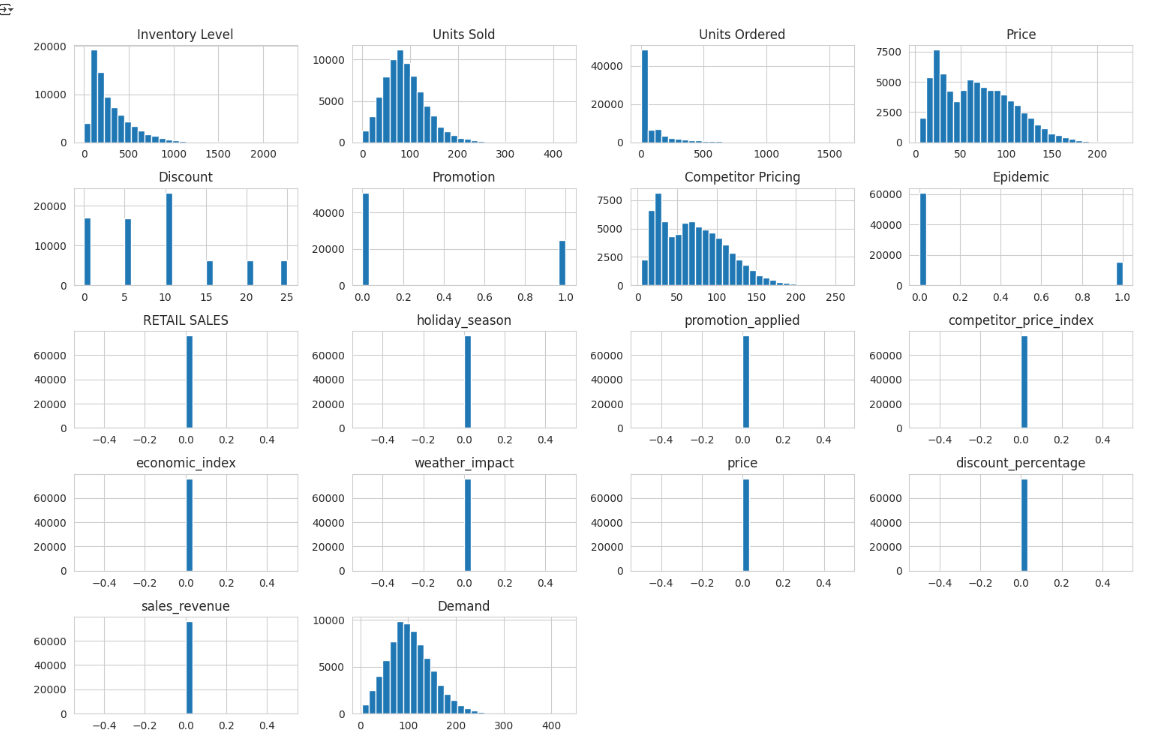 Inventory Level
20000
10000
0
0 500 1000 1500 2000
Units Sold
10000
5000
0
0 100 200 300 400
Units Ordered
40000
20000
0
0 500 1000 1500
Price
7500
5000
2500
0
0 50 100 150 200
Discount
20000
10000
0
0 5 10 15 20 25
Promotion
40000
20000
0
0.0 0.2 0.4 0.6 0.8 1.0
Competitor Pricing
7500
5000
2500
0
0 50 100 150 200 250
Epidemic
60000
40000
20000
0
0.0 0.2 0.4 0.6 0.8 1.0
RETAIL SALES
60000
40000
20000
0
−0.4 −0.2 0.0 0.2 0.4
holiday_season
60000
40000
20000
0
−0.4 −0.2 0.0 0.2 0.4
promotion_applied
60000
40000
20000
0
−0.4 −0.2 0.0 0.2 0.4
competitor_price_index
60000
40000
20000
0
−0.4 −0.2 0.0 0.2 0.4
economic_index
60000
40000
20000
0
−0.4 −0.2 0.0 0.2 0.4
weather_impact
60000
40000
20000
0
−0.4 −0.2 0.0 0.2 0.4
price
60000
40000
20000
0
−0.4 −0.2 0.0 0.2 0.4
discount_percentage
60000
40000
20000
0
−0.4 −0.2 0.0 0.2 0.4
sales_revenue
60000
40000
20000
0
−0.4 −0.2 0.0 0.2 0.4
Demand
10000
5000
0
0 100 200 300 400